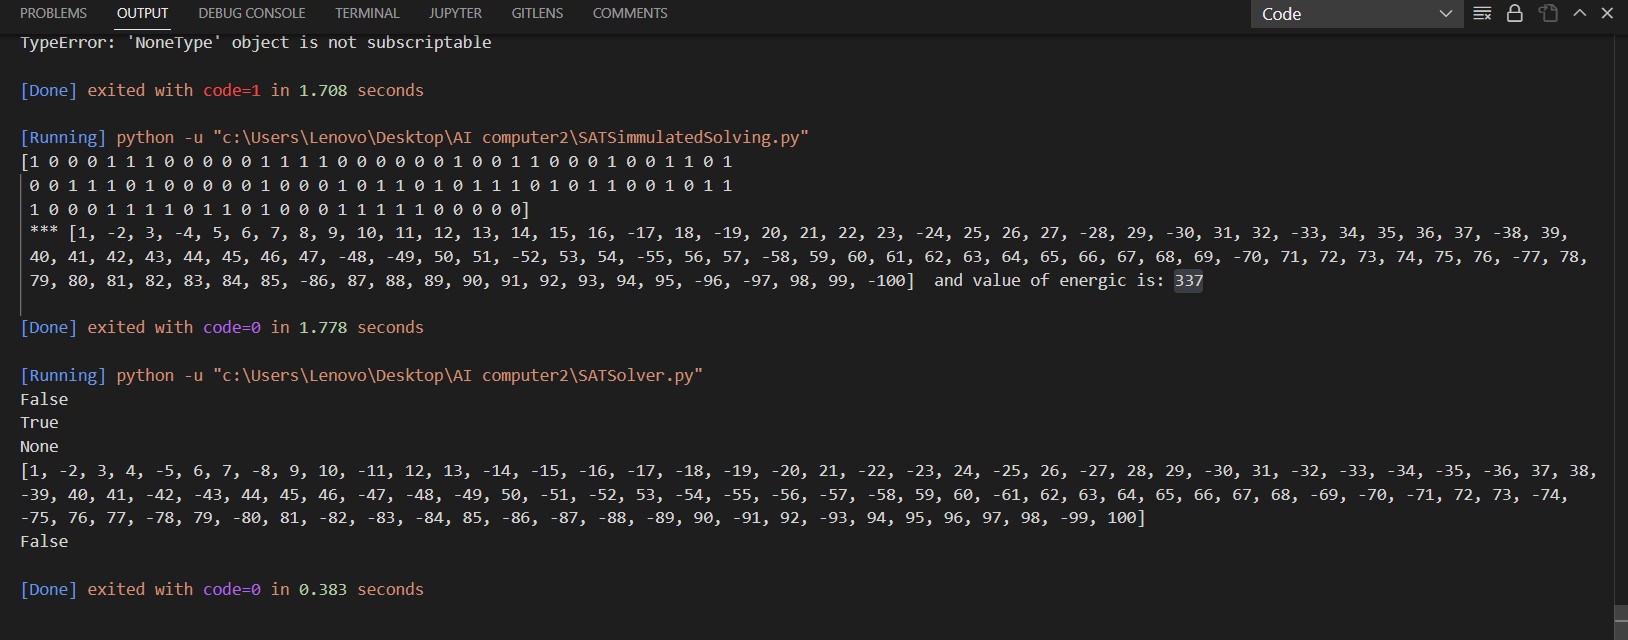 PROBLEMS OUTPUT DEBUG CONSOLE TERMINAL JUPYTER GITLENS COMMENTS Code
TypeError: 'NoneType' object is not subscriptable
[Done] exited with code=1 in 1.708 seconds
[Running] python -u "c:\Users\Lenovo\Desktop\AI computer2\SATSimmulatedSolving.py"
[1 0 0 0 1 1 1 0 0 0 0 0 1 1 1 1 0 0 0 0 0 0 1 0 0 1 1 0 0 0 1 0 0 1 1 0 1
0 0 1 1 1 0 1 0 0 0 0 0 1 0 0 0 1 0 1 1 0 1 0 1 1 1 0 1 0 1 1 0 0 1 0 1 1
1 0 0 0 1 1 1 1 0 1 1 0 1 0 0 0 1 1 1 1 1 0 0 0 0 0]
*** [1, -2, 3, -4, 5, 6, 7, 8, 9, 10, 11, 12, 13, 14, 15, 16, -17, 18, -19, 20, 21, 22, 23, -24, 25, 26, 27, -28, 29, -30, 31, 32, -33, 34, 35, 36, 37, -38, 39,
40, 41, 42, 43, 44, 45, 46, 47, -48, -49, 50, 51, -52, 53, 54, -55, 56, 57, -58, 59, 60, 61, 62, 63, 64, 65, 66, 67, 68, 69, -70, 71, 72, 73, 74, 75, 76, -77, 78,
79, 80, 81, 82, 83, 84, 85, -86, 87, 88, 89, 90, 91, 92, 93, 94, 95, -96, -97, 98, 99, -100] and value of energic is: 337
[Done] exited with code=0 in 1.778 seconds
[Running] python -u "c:\Users\Lenovo\Desktop\AI computer2\SATSolver.py"
False
True
None
[1, -2, 3, 4, -5, 6, 7, -8, 9, 10, -11, 12, 13, -14, -15, -16, -17, -18, -19, -20, 21, -22, -23, 24, -25, 26, -27, 28, 29, -30, 31, -32, -33, -34, -35, -36, 37, 38,
-39, 40, 41, -42, -43, 44, 45, 46, -47, -48, -49, 50, -51, -52, 53, -54, -55, -56, -57, -58, 59, 60, -61, 62, 63, 64, 65, 66, 67, 68, -69, -70, -71, 72, 73, -74,
-75, 76, 77, -78, 79, -80, 81, -82, -83, -84, 85, -86, -87, -88, -89, 90, -91, 92, -93, 94, 95, 96, 97, 98, -99, 100]
False
[Done] exited with code=0 in 0.383 seconds